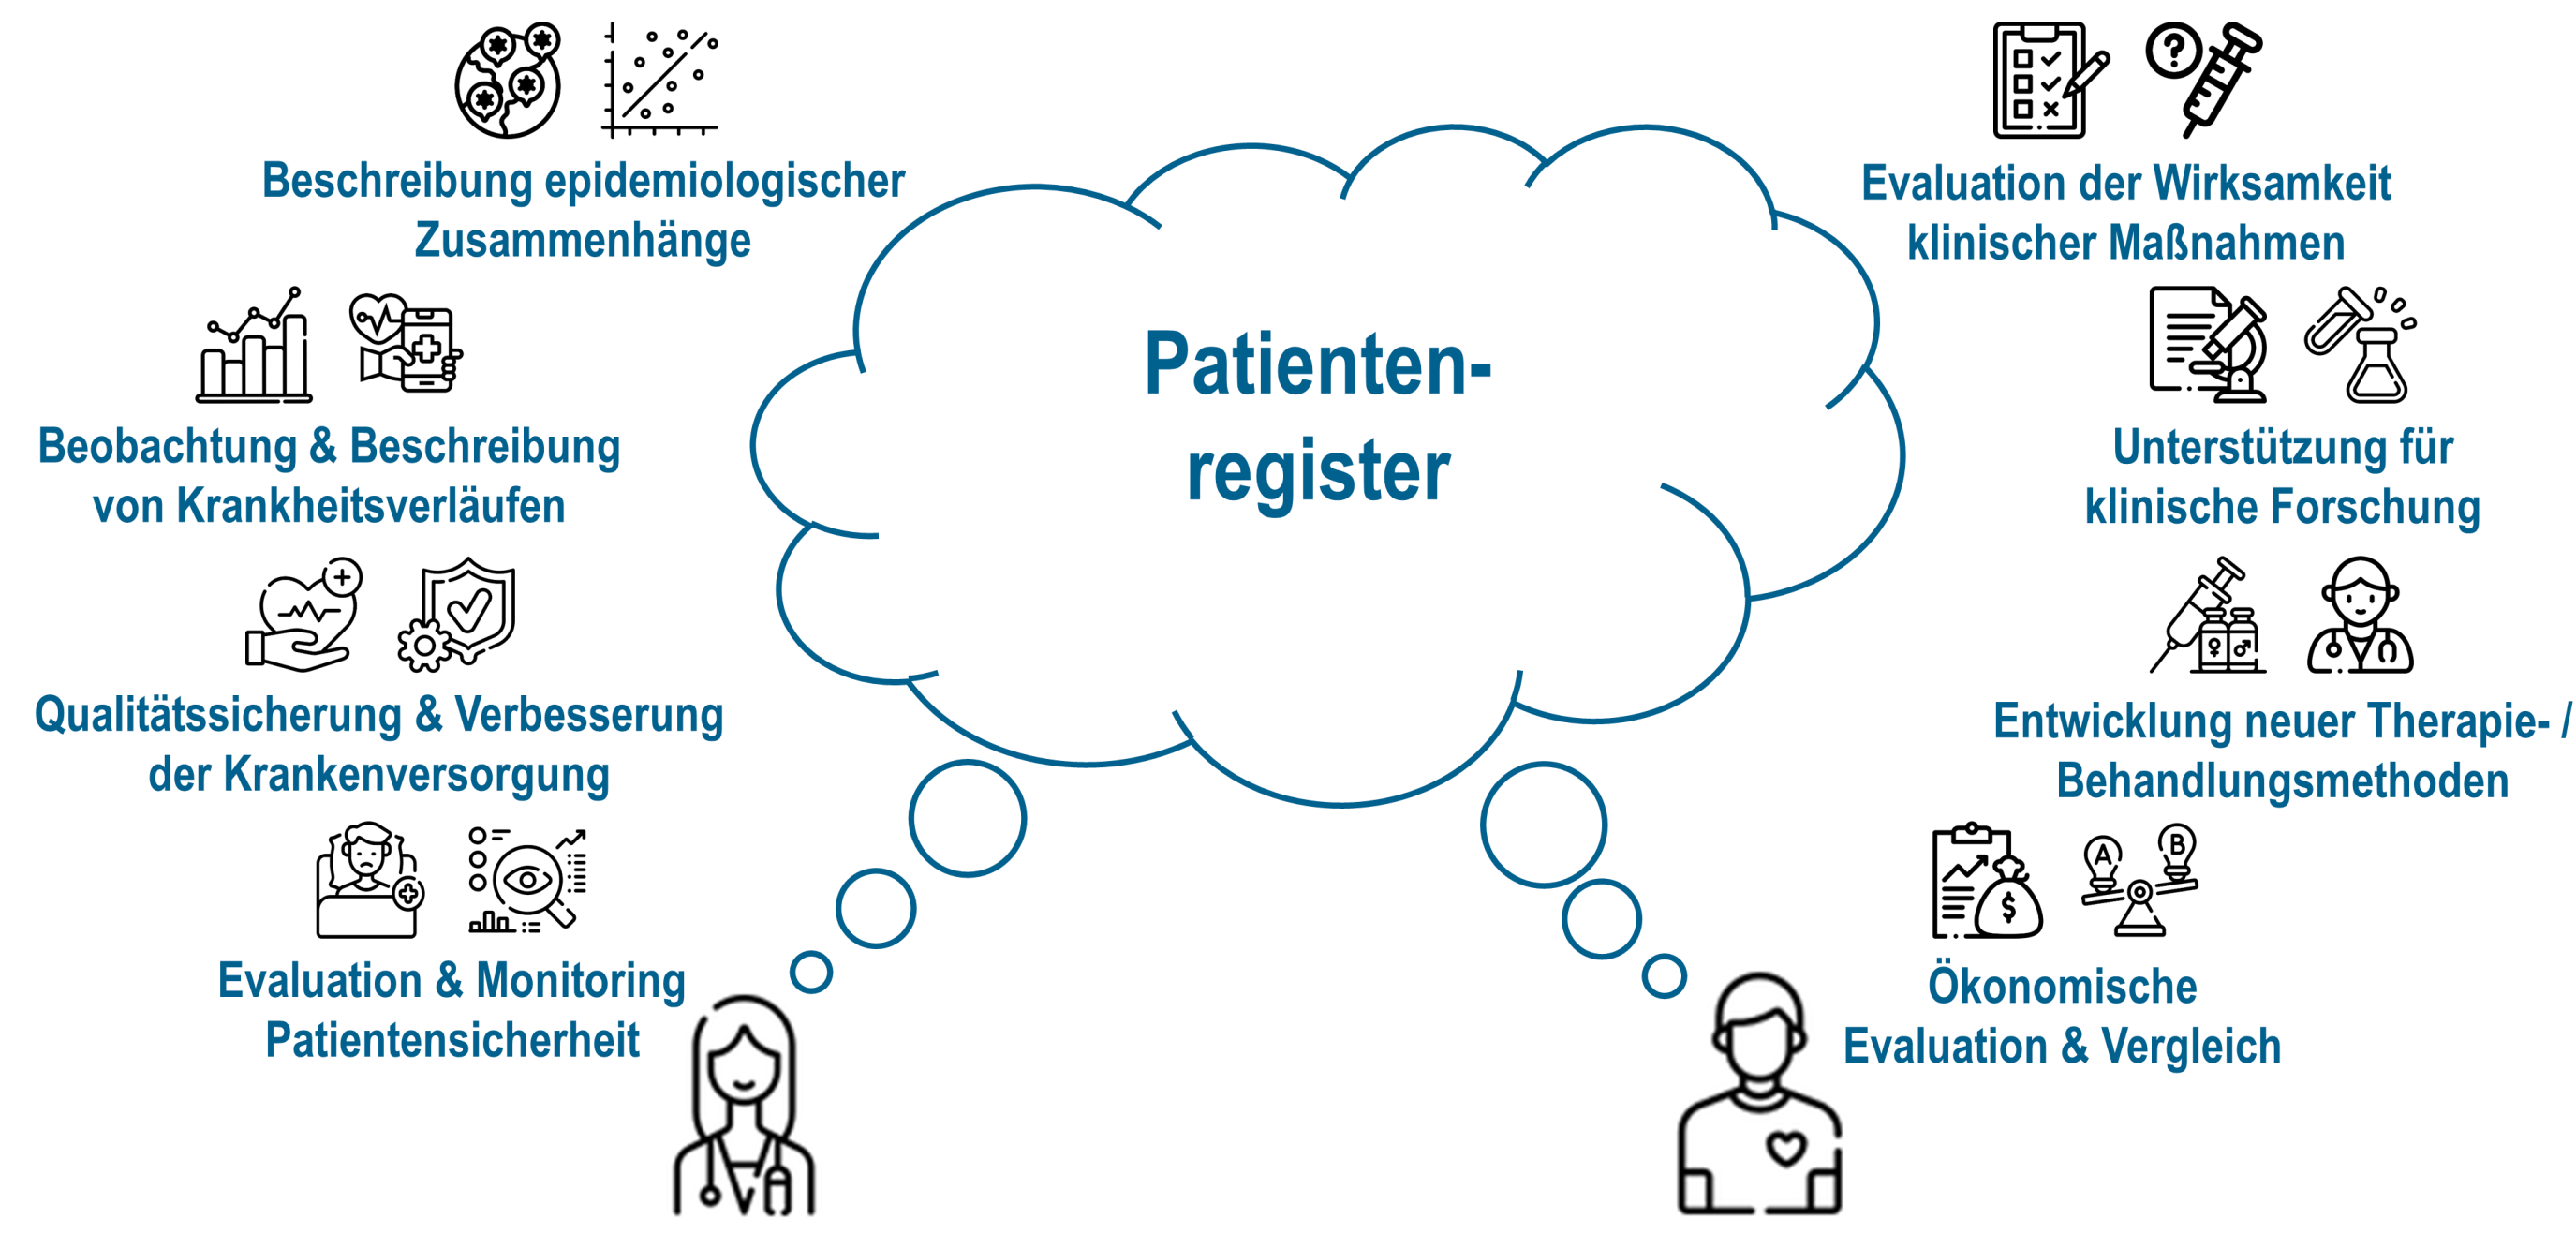 Beschreibung epidemiologischer
Zusammenhänge
Beobachtung & Beschreibung
von Krankheitsverläufen
Qualitätssicherung & Verbesserung
der Krankenversorgung
Evaluation & Monitoring
Patientensicherheit
Patienten-
register
?
Evaluation der Wirksamkeit
klinischer Maßnahmen
Unterstützung für
klinische Forschung
Entwicklung neuer Therapie- /
Behandlungsmethoden
$
A
B
Ökonomische
Evaluation & Vergleich